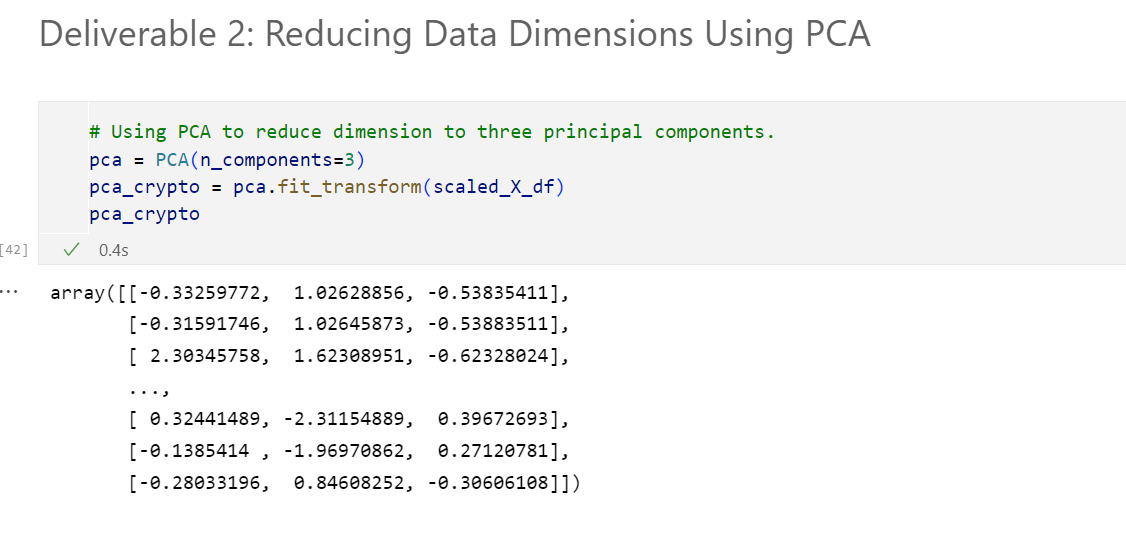 Deliverable 2: Reducing Data Dimensions Using PCA
# Using PCA to reduce dimension to three principal components.
pca = PCA(n_components=3)
pca_crypto = pca.fit_transform(scaled_X_df)
pca_crypto
[42] ✓ 0.4s
... array([[-0.33259772,  1.02628856, -0.53835411],
       [-0.31591746,  1.02645873, -0.53883511],
       [ 2.30345758,  1.62308951, -0.62328024],
       ...,
       [ 0.32441489, -2.31154889,  0.39672693],
       [-0.1385414 , -1.96970862,  0.27120781],
       [-0.28033196,  0.84608252, -0.30606108]])